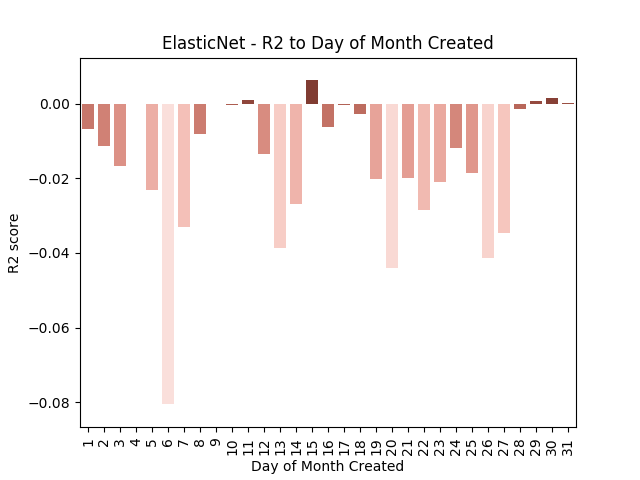 ElasticNet - R2 to Day of Month Created
R2 score
0.00
−0.02
−0.04
−0.06
−0.08
1 2 3 4 5 6 7 8 9 10 11 12 13 14 15 16 17 18 19 20 21 22 23 24 25 26 27 28 29 30 31
Day of Month Created